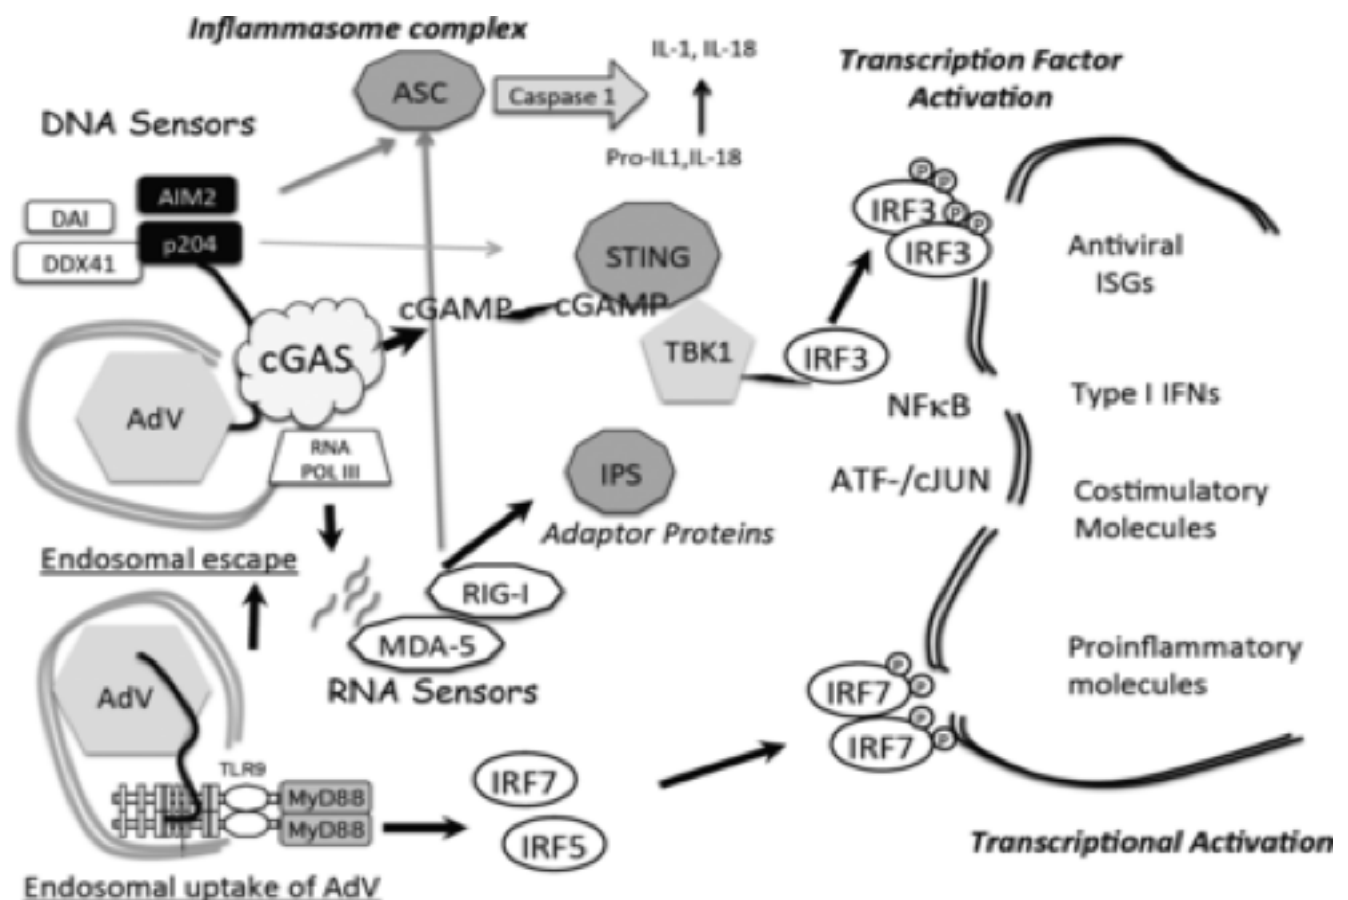 Inflammasome complex
ASC
Caspase 1
IL-1, IL-18
Pro-IL1,IL-18
Transcription Factor
Activation
DNA Sensors
AIM2
DAI
p204
DDX41
STING
cGAMP
cGAMP
TBK1
IRF3
P
P
IRF3
P
P
IRF3
Antiviral
ISGs
cGAS
AdV
RNA
POL III
NFκB
Type I IFNs
IPS
Adaptor Proteins
ATF-/cJUN
Costimulatory
Molecules
Endosomal escape
RIG-I
MDA-5
RNA Sensors
AdV
TLR9
MyD88
MyD88
IRF7
IRF5
P
P
IRF7
P
P
IRF7
Proinflammatory
molecules
Transcriptional Activation
Endosomal uptake of AdV